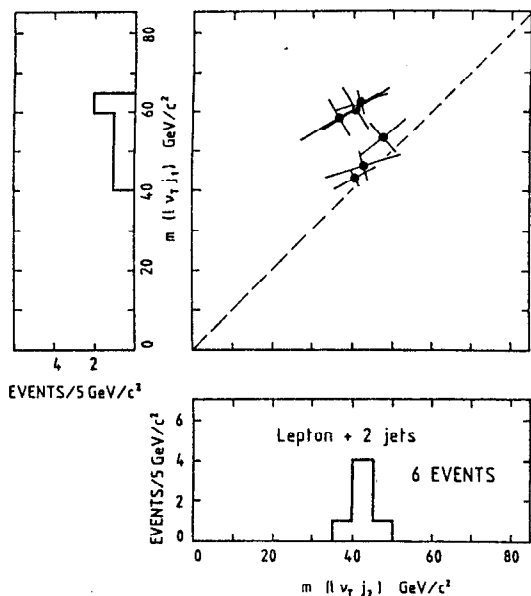 80
60
40
20
0
m (l ν_T j_1) GeV/c²
4 2
EVENTS/5 GeV/c²
6
4
2
0
EVENTS/5 GeV/c²
Lepton + 2 jets
6 EVENTS
0 20 40 60 80
m (l ν_T j_2) GeV/c²